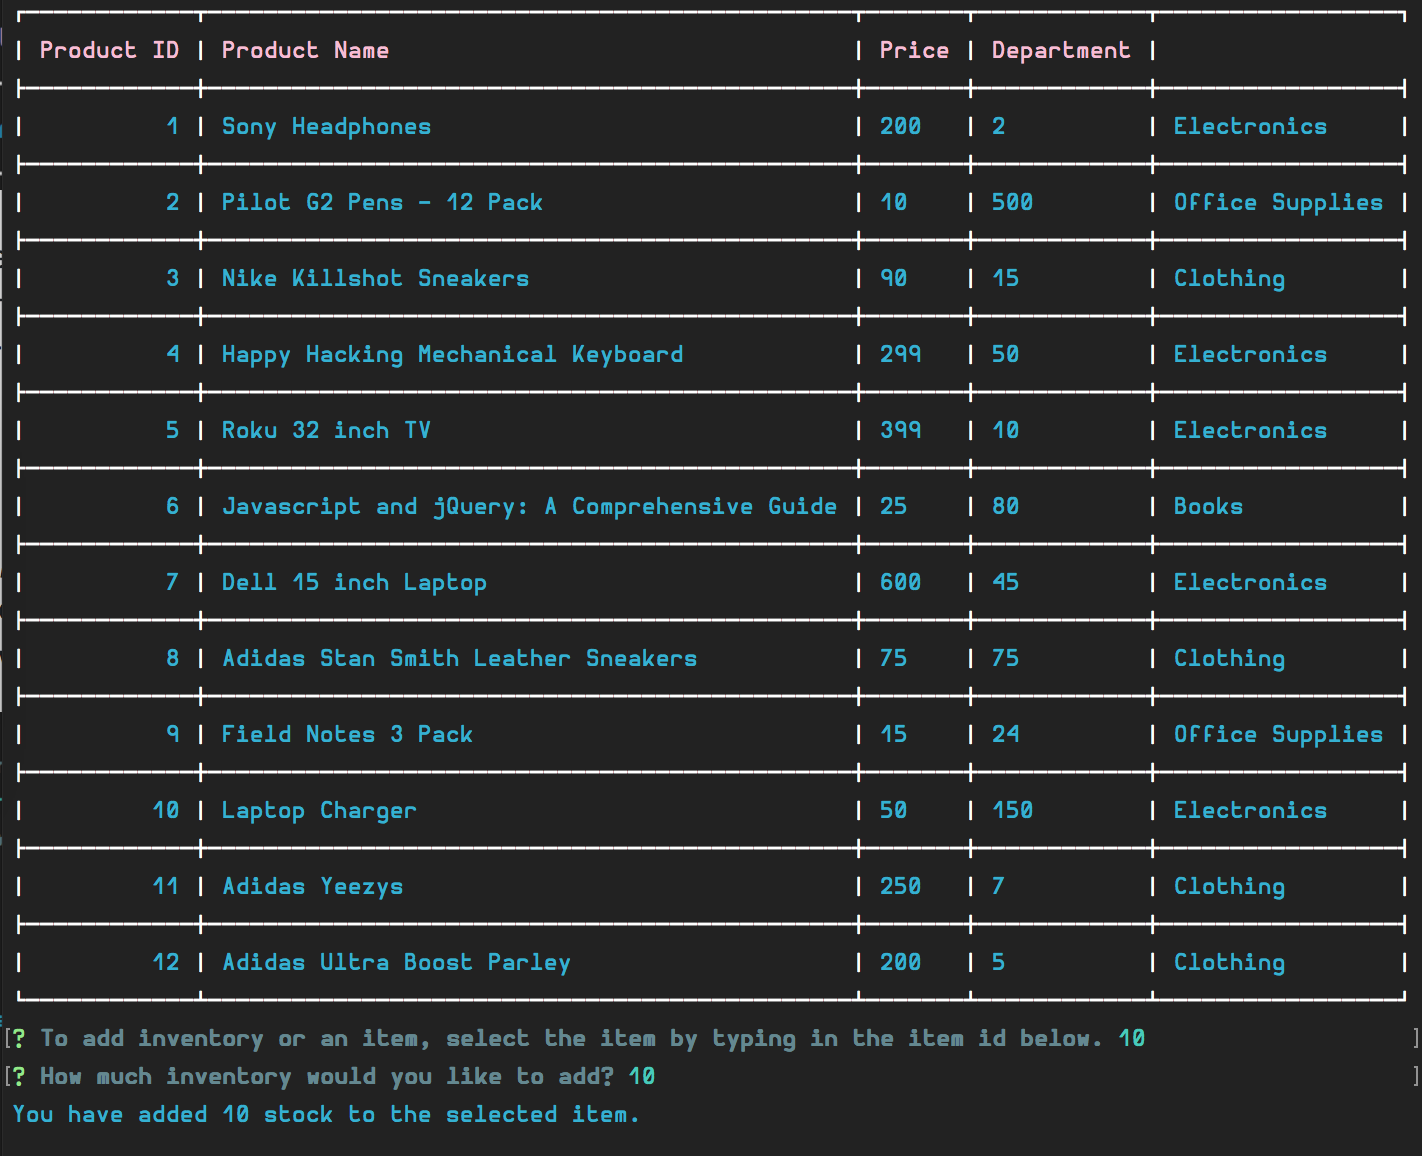 Product ID Product Name Price Department
1 Sony Headphones 200 2 Electronics
2 Pilot G2 Pens - 12 Pack 10 500 Office Supplies
3 Nike Killshot Sneakers 90 15 Clothing
4 Happy Hacking Mechanical Keyboard 299 50 Electronics
5 Roku 32 inch TV 399 10 Electronics
6 Javascript and jQuery: A Comprehensive Guide 25 80 Books
7 Dell 15 inch Laptop 600 45 Electronics
8 Adidas Stan Smith Leather Sneakers 75 75 Clothing
9 Field Notes 3 Pack 15 24 Office Supplies
10 Laptop Charger 50 150 Electronics
11 Adidas Yeezys 250 7 Clothing
12 Adidas Ultra Boost Parley 200 5 Clothing
[? To add inventory or an item, select the item by typing in the item id below. 10 ]
[? How much inventory would you like to add? 10 ]
You have added 10 stock to the selected item.